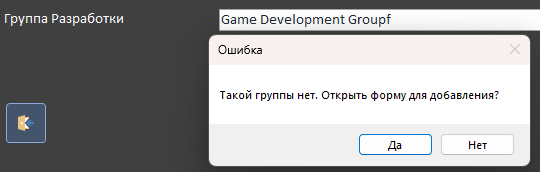 Группа Разработки
Game Development Groupf
Ошибка
Такой группы нет. Открыть форму для добавления?
Да
Нет